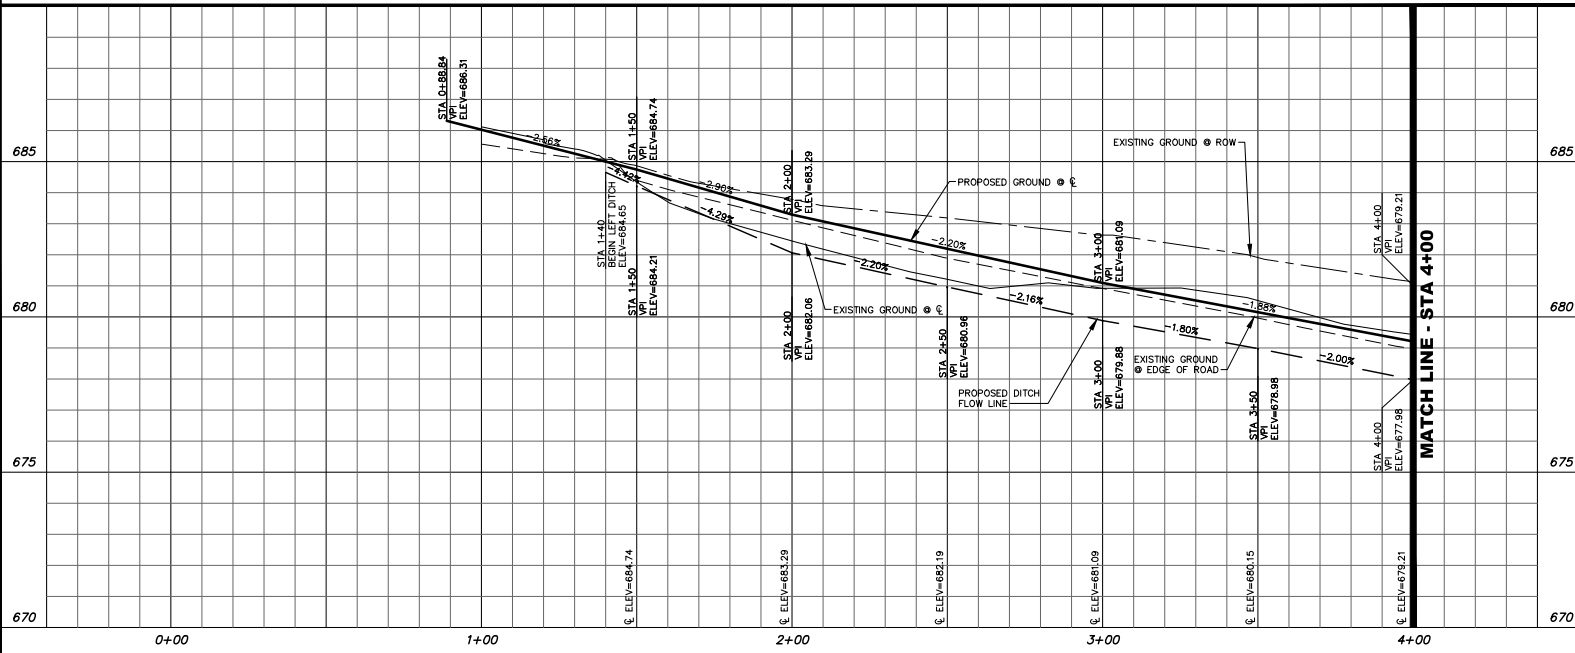 STA 0+88.84
VPI
ELEV=686.31
-2.56%
STA 1+50
VPI
ELEV=684.74
-4.42%
-2.90%
-4.29%
STA 1+40
BEGIN LEFT DITCH
ELEV=684.65
STA 1+50
VPI
ELEV=684.21
STA 2+00
VPI
ELEV=683.29
PROPOSED GROUND @ ℄
EXISTING GROUND @ ROW
-2.20%
-2.20%
STA 3+00
VPI
ELEV=681.09
STA 4+00
VPI
ELEV=679.21
EXISTING GROUND @ ℄
STA 2+00
VPI
ELEV=682.06
-2.16%
STA 2+50
VPI
ELEV=680.96
-1.88%
-1.80%
-2.00%
PROPOSED DITCH
FLOW LINE
STA 3+00
VPI
ELEV=679.88
EXISTING GROUND
@ EDGE OF ROAD
STA 3+50
VPI
ELEV=678.98
STA 4+00
VPI
ELEV=677.98
MATCH LINE - STA 4+00
685
680
675
670
685
680
675
670
℄ ELEV=684.74
℄ ELEV=683.29
℄ ELEV=682.19
℄ ELEV=681.09
℄ ELEV=680.15
℄ ELEV=679.21
0+00
1+00
2+00
3+00
4+00